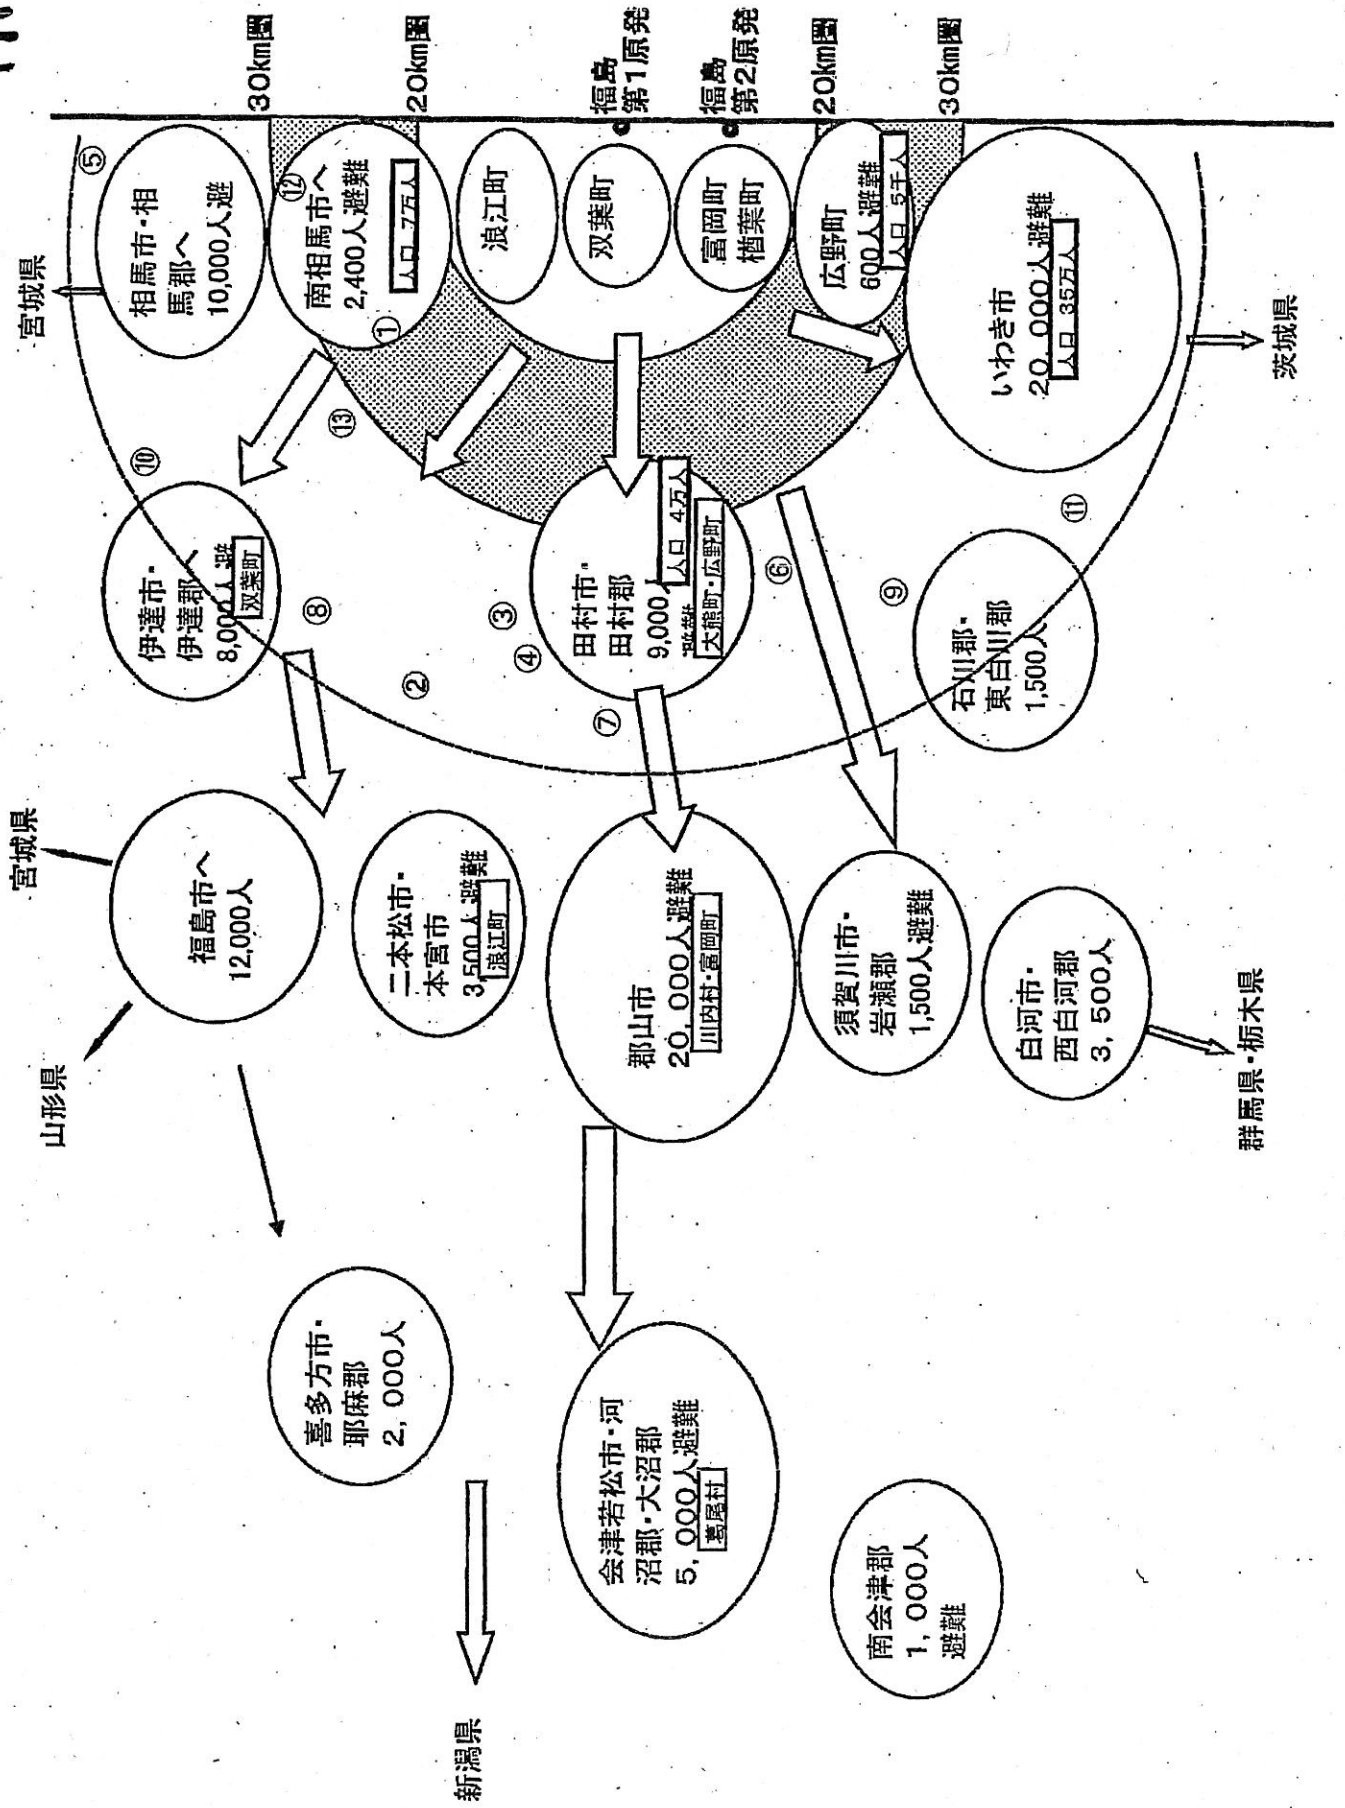 宮城県
⑤
相馬市・相
馬郡へ
10,000人避
30km圏
⑫
南相馬市へ
2,400人避難
人口 7万人
①
20km圏
浪江町
福島
第1原発
双葉町
福島
第2原発
富岡町
楢葉町
20km圏
広野町
600人避難
人口 5千人
30km圏
いわき市
20,000人避難
人口 35万人
茨城県
⑩
⑬
伊達市・
伊達郡へ
8,000人避
双葉町
⑧
②
③
④
田村市・
田村郡
9,000人
避難
人口 4万人
大熊町・広野町
⑦
⑥
⑨
⑪
石川郡・
東白川郡
1,500人
宮城県
山形県
福島市へ
12,000人
二本松市・
本宮市
3,500人避難
浪江町
郡山市
20,000人避難
川内村・富岡町
須賀川市・
岩瀬郡
1,500人避難
白河市・
西白河郡
3,500人
群馬県・栃木県
喜多方市・
耶麻郡
2,000人
会津若松市・河
沼郡・大沼郡
5,000人避難
葛尾村
南会津郡
1,000人
避難
新潟県